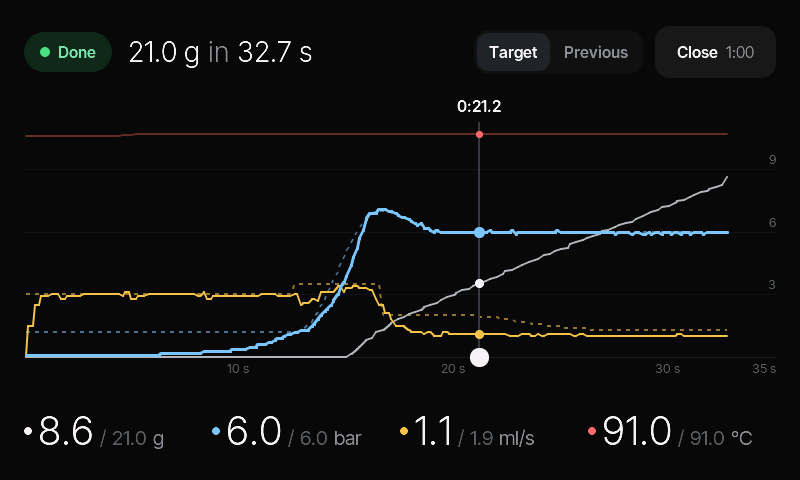 Done 21.0 g in 32.7 s Target Previous Close 1:00
0:21.2
9
6
3
10 s 20 s 30 s 35 s
8.6 / 21.0 g 6.0 / 6.0 bar 1.1 / 1.9 ml/s 91.0 / 91.0 °C